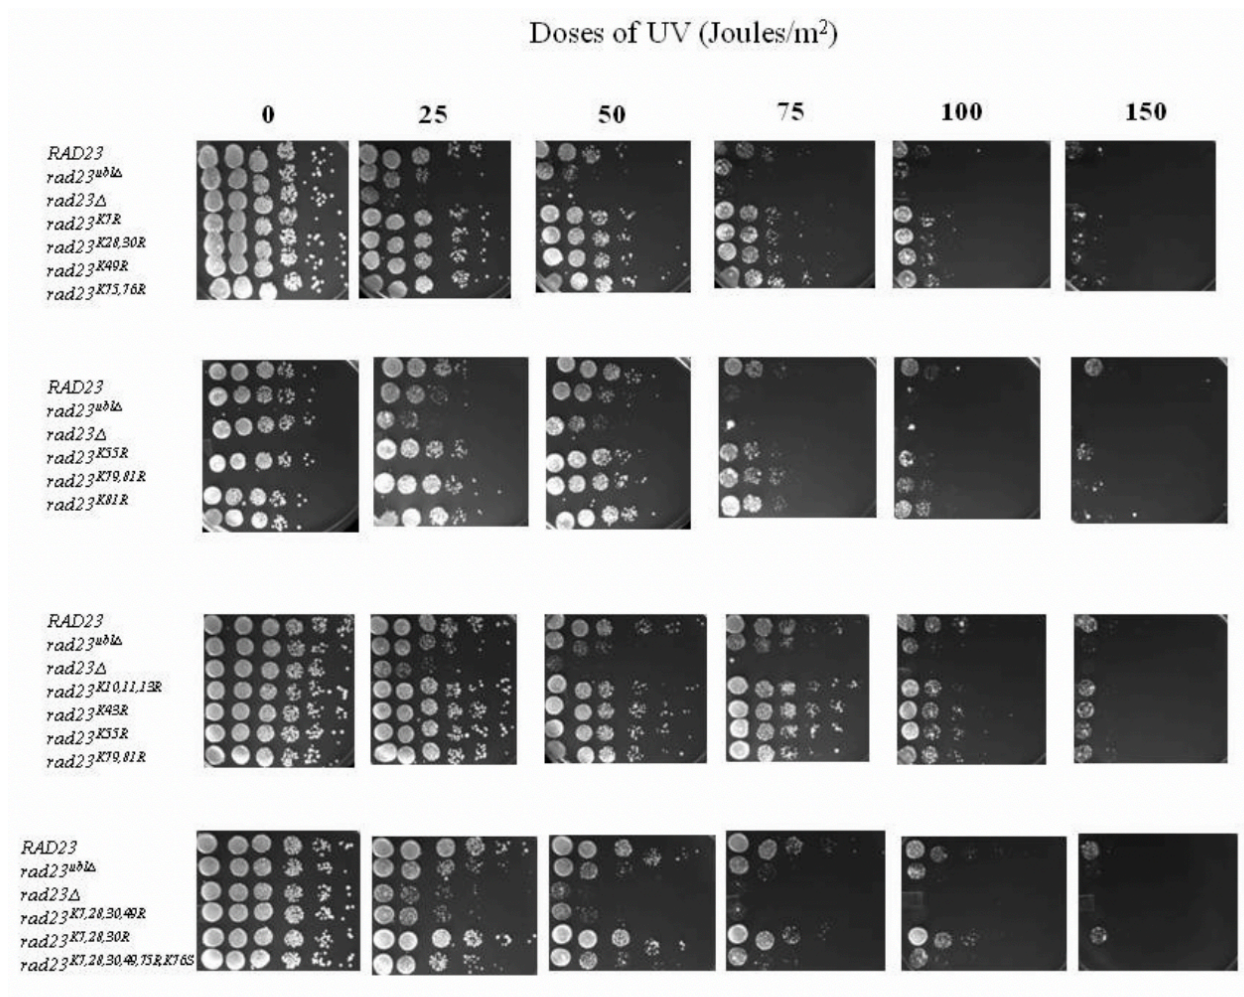 Doses of UV (Joules/m²)
0 25 50 75 100 150
RAD23
rad23ᵘᵇˡΔ
rad23Δ
rad23K7R
rad23K28,30R
rad23K49R
rad23K75,76R
RAD23
rad23ᵘᵇˡΔ
rad23Δ
rad23K55R
rad23K79,81R
rad23K81R
RAD23
rad23ᵘᵇˡΔ
rad23Δ
rad23K10,11,13R
rad23K43R
rad23K55R
rad23K79,81R
RAD23
rad23ᵘᵇˡΔ
rad23Δ
rad23K7,28,30,49R
rad23K7,28,30R
rad23K7,28,30,49,75R,K76S